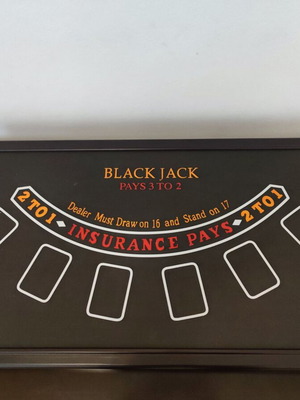 BLACK JACK
PAYS 3 TO 2
Dealer Must Draw on 16 and Stand on 17
2 TO 1 ♦ INSURANCE PAYS ♦ 2 TO 1